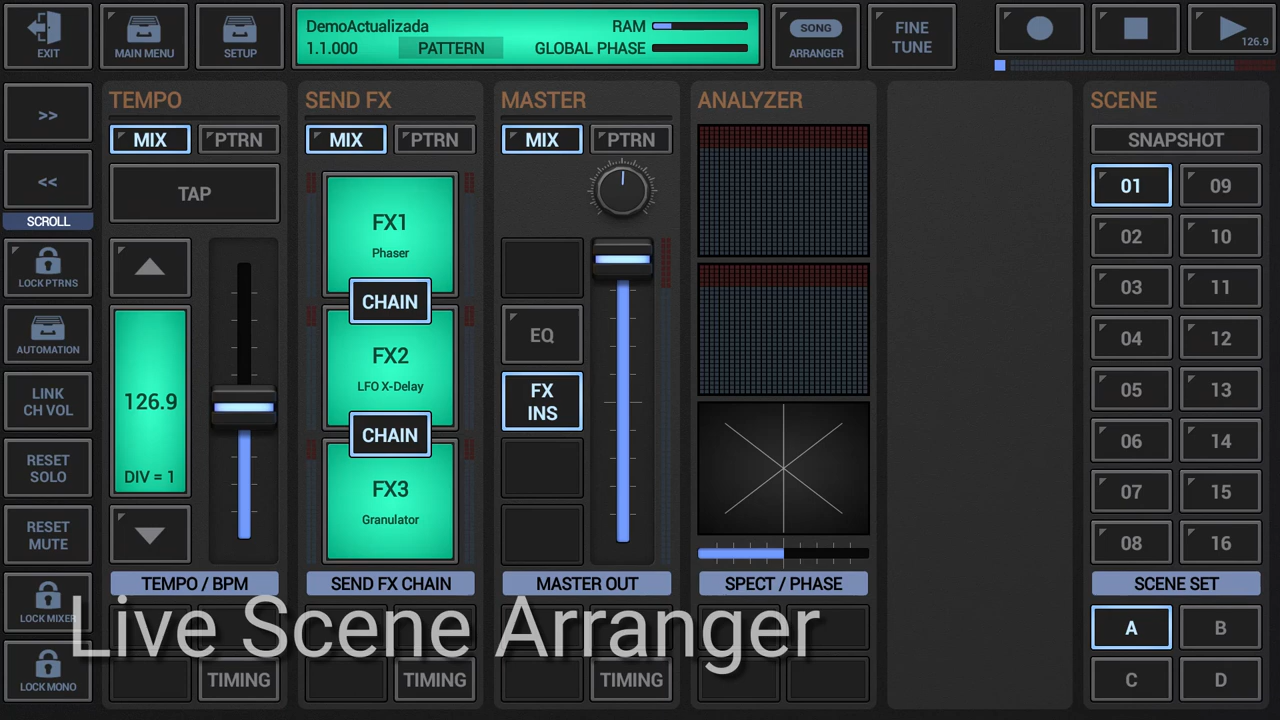 EXIT
MAIN MENU
SETUP
DemoActualizada
RAM
1.1.000
PATTERN
GLOBAL PHASE
SONG
ARRANGER
FINE
TUNE
126.9
>>
<<
SCROLL
LOCK PTRNS
AUTOMATION
LINK
CH VOL
RESET
SOLO
RESET
MUTE
LOCK MIXER
LOCK MONO
TEMPO
MIX
PTRN
TAP
126.9
DIV = 1
TEMPO / BPM
TIMING
SEND FX
MIX
PTRN
FX1
Phaser
CHAIN
FX2
LFO X-Delay
CHAIN
FX3
Granulator
SEND FX CHAIN
TIMING
MASTER
MIX
PTRN
EQ
FX
INS
MASTER OUT
TIMING
ANALYZER
SPECT / PHASE
SCENE
SNAPSHOT
01
09
02
10
03
11
04
12
05
13
06
14
07
15
08
16
SCENE SET
A
B
C
D
Live Scene Arranger